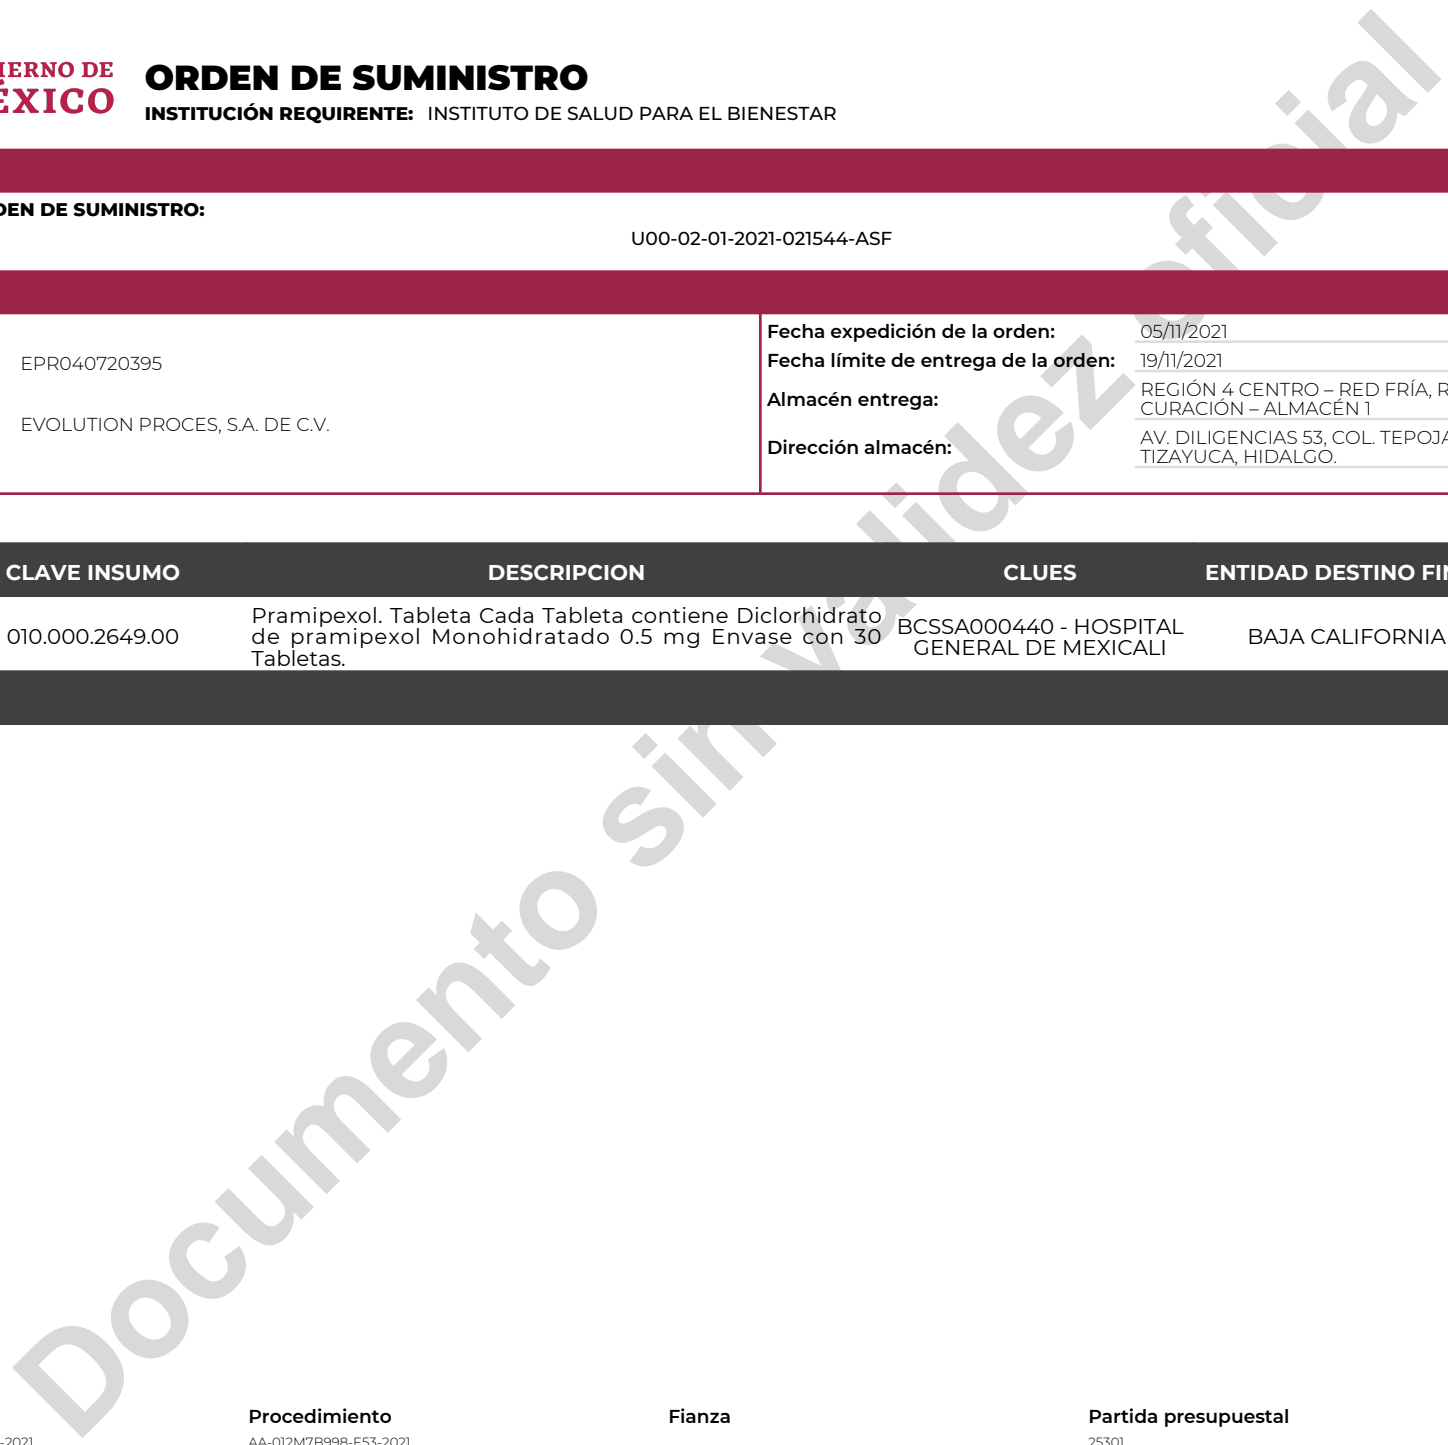 IERNO DE
ÉXICO
ORDEN DE SUMINISTRO
INSTITUCIÓN REQUIRENTE: INSTITUTO DE SALUD PARA EL BIENESTAR
DEN DE SUMINISTRO:
U00-02-01-2021-021544-ASF
EPR040720395
EVOLUTION PROCES, S.A. DE C.V.
Fecha expedición de la orden: 05/11/2021
Fecha límite de entrega de la orden: 19/11/2021
Almacén entrega: REGIÓN 4 CENTRO – RED FRÍA, R
CURACIÓN – ALMACÉN 1
Dirección almacén: AV. DILIGENCIAS 53, COL. TEPOJA
TIZAYUCA, HIDALGO.
CLAVE INSUMO DESCRIPCION CLUES ENTIDAD DESTINO FIN
010.000.2649.00
Pramipexol. Tableta Cada Tableta contiene Diclorhidrato
de pramipexol Monohidratado 0.5 mg Envase con 30
Tabletas.
BCSSA000440 - HOSPITAL
GENERAL DE MEXICALI
BAJA CALIFORNIA
Documento sin validez oficial
Procedimiento Fianza Partida presupuestal
-2021 AA-012M7B998-E53-2021 25301